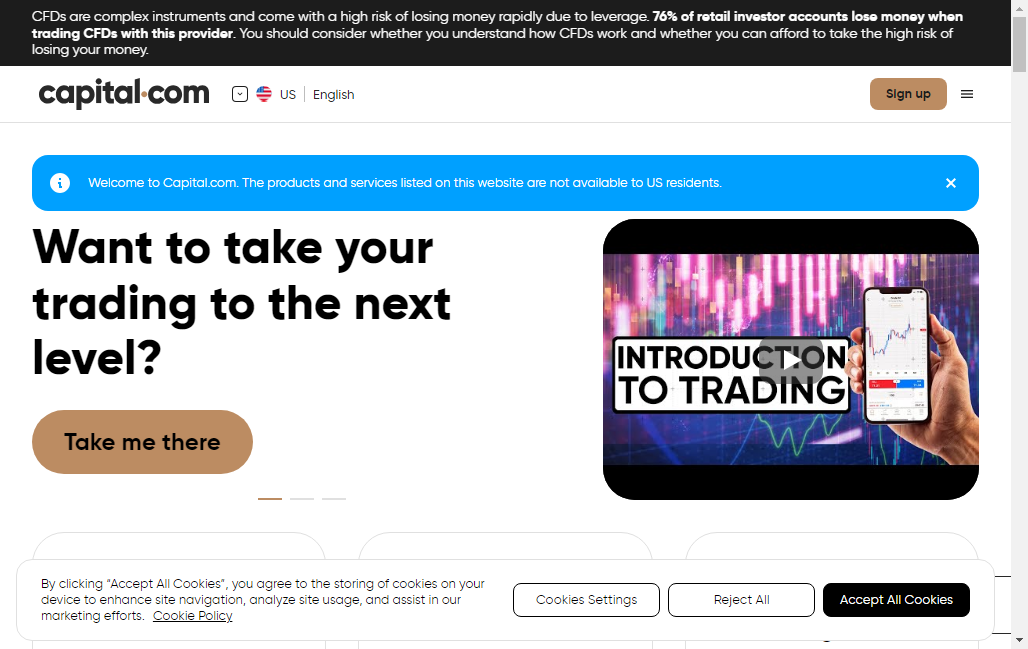 CFDs are complex instruments and come with a high risk of losing money rapidly due to leverage. 76% of retail investor accounts lose money when
trading CFDs with this provider. You should consider whether you understand how CFDs work and whether you can afford to take the high risk of
losing your money.
capital.com
US English
Sign up
Welcome to Capital.com. The products and services listed on this website are not available to US residents.
Want to take your
trading to the next
level?
INTRODUCTION
TO TRADING
Take me there
By clicking “Accept All Cookies”, you agree to the storing of cookies on your
device to enhance site navigation, analyze site usage, and assist in our
marketing efforts. Cookie Policy
Cookies Settings
Reject All
Accept All Cookies